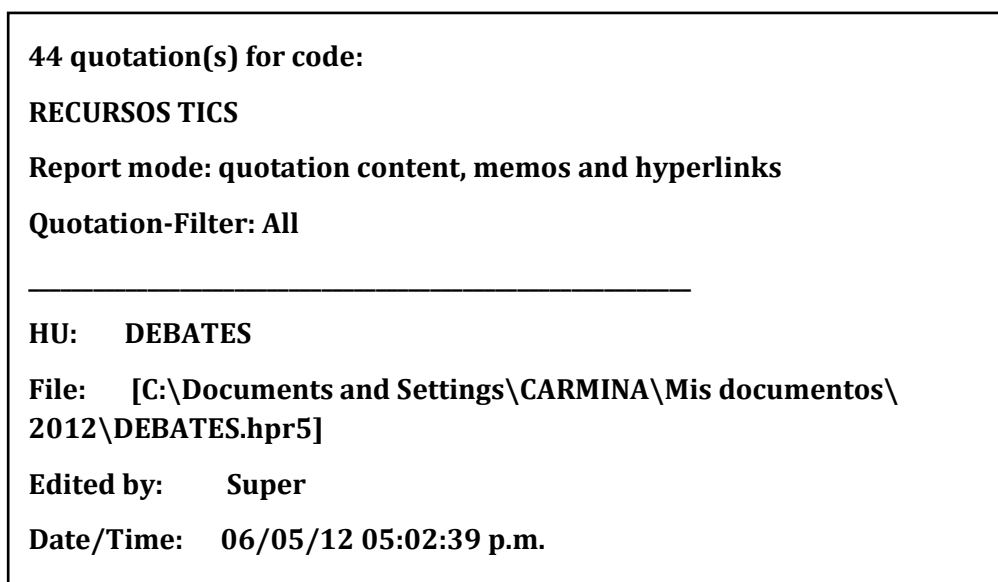 44 quotation(s) for code:
RECURSOS TICS
Report mode: quotation content, memos and hyperlinks
Quotation-Filter: All
HU: DEBATES
File: [C:\Documents and Settings\CARMINA\Mis documentos\
2012\DEBATES.hpr5]
Edited by: Super
Date/Time: 06/05/12 05:02:39 p.m.